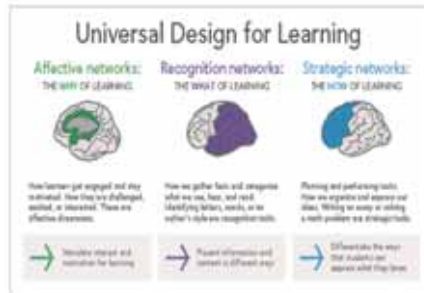 Universal Design for Learning
Affective networks:
THE WHY OF LEARNING
How learners get engaged and stay
motivated. How they are challenged,
excited, or interested. These are
affective dimensions.
Stimulate interest and
motivation for learning
Recognition networks:
THE WHAT OF LEARNING
How we gather facts and categorize
what we see, hear, and read.
Identifying letters, words, or an
author's style are recognition tasks.
Present information and
content in different ways
Strategic networks:
THE HOW OF LEARNING
Planning and performing tasks.
How we organize and express our
ideas. Writing an essay or solving
a math problem are strategic tasks.
Differentiate the ways
that students can
express what they know